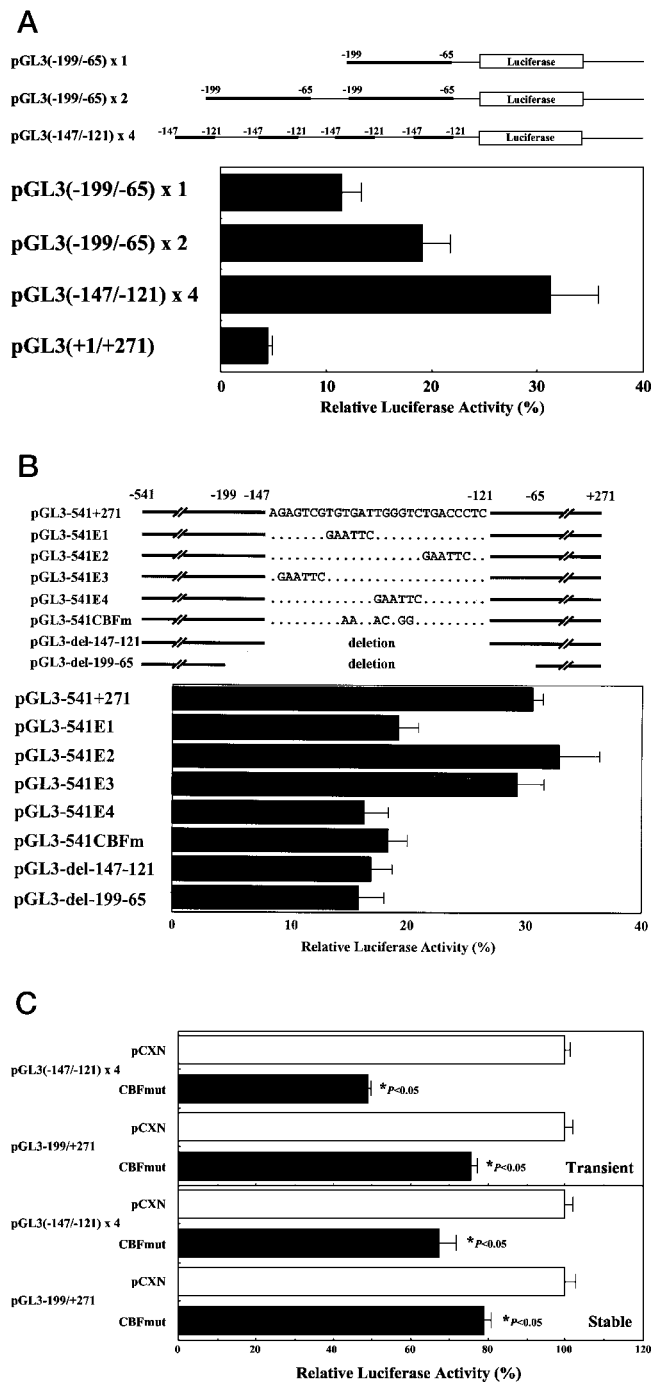 A
-199 -65
pGL3(-199/-65) x 1 Luciferase
-199 -65 -199 -65
pGL3(-199/-65) x 2 Luciferase
-147 -121 -147 -121 -147 -121 -147 -121
pGL3(-147/-121) x 4 Luciferase
pGL3(-199/-65) x 1
pGL3(-199/-65) x 2
pGL3(-147/-121) x 4
pGL3(+1/+271)
0 10 20 30 40
Relative Luciferase Activity (%)
B
-541 -199 -147 -121 -65 +271
pGL3-541+271 AGAGTCGTGTGATTGGGTCTGACCCTC
pGL3-541E1 .......GAATTC..............
pGL3-541E2 ...................GAATTC..
pGL3-541E3 .GAATTC....................
pGL3-541E4 .............GAATTC........
pGL3-541CBFm .........AA..AC.GG.........
pGL3-del-147-121 deletion
pGL3-del-199-65 deletion
pGL3-541+271
pGL3-541E1
pGL3-541E2
pGL3-541E3
pGL3-541E4
pGL3-541CBFm
pGL3-del-147-121
pGL3-del-199-65
0 10 20 30 40
Relative Luciferase Activity (%)
C
pGL3(-147/-121) x 4 pCXN
CBFmut *P<0.05
pGL3-199/+271 pCXN
CBFmut *P<0.05 Transient
pGL3(-147/-121) x 4 pCXN
CBFmut *P<0.05
pGL3-199/+271 pCXN
CBFmut *P<0.05 Stable
0 20 40 60 80 100 120
Relative Luciferase Activity (%)